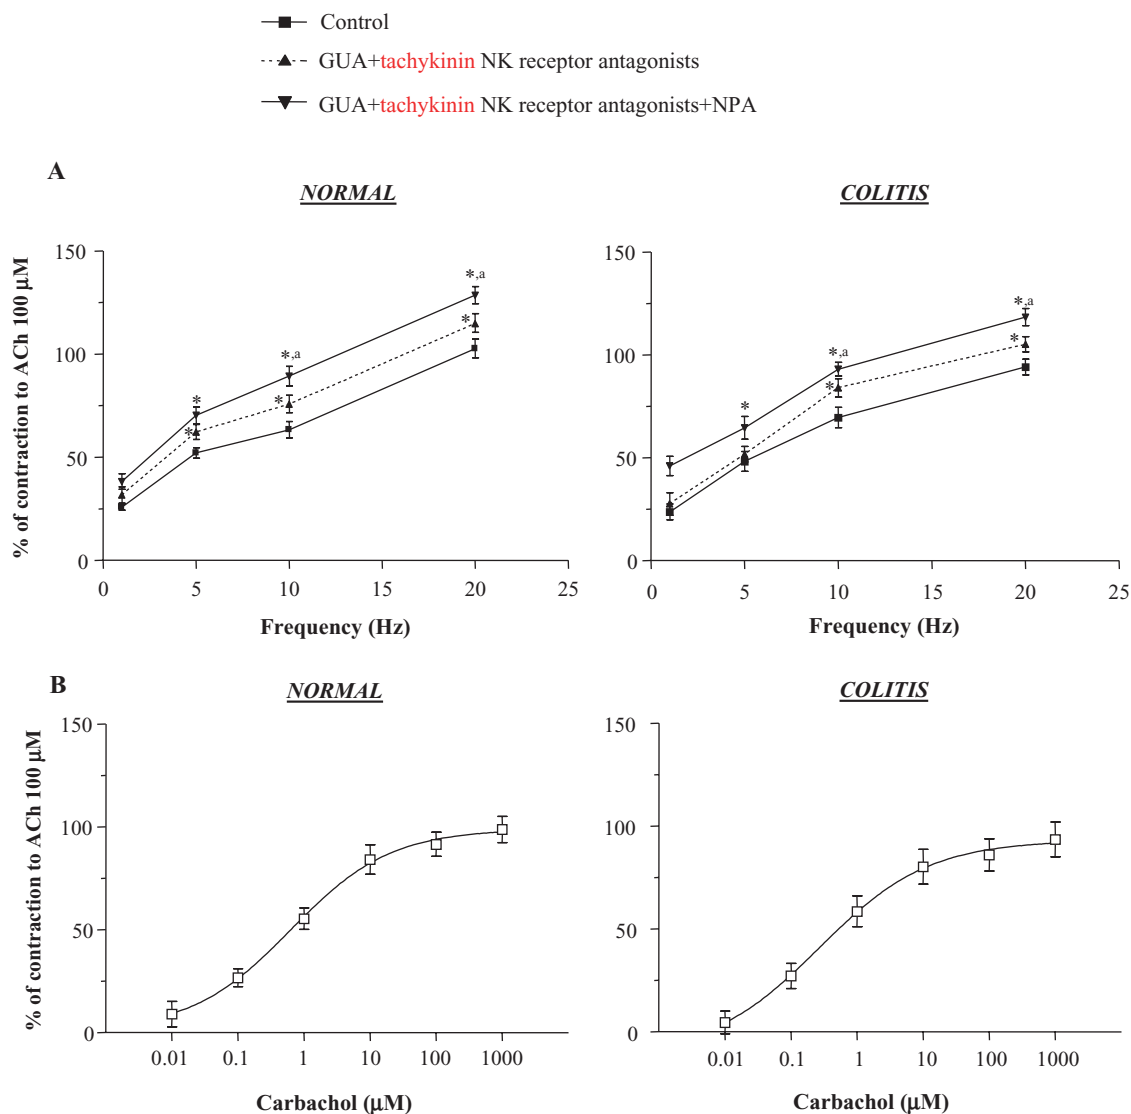 Control
GUA+tachykinin NK receptor antagonists
GUA+tachykinin NK receptor antagonists+NPA
A
NORMAL
COLITIS
% of contraction to ACh 100 µM
150
100
50
0
0 5 10 15 20 25
Frequency (Hz)
*
*
*
*,a
*
*,a
150
100
50
0
0 5 10 15 20 25
Frequency (Hz)
*
*
*,a
*
*,a
B
NORMAL
COLITIS
% of contraction to ACh 100 µM
150
100
50
0
0.01 0.1 1 10 100 1000
Carbachol (µM)
150
100
50
0
0.01 0.1 1 10 100 1000
Carbachol (µM)